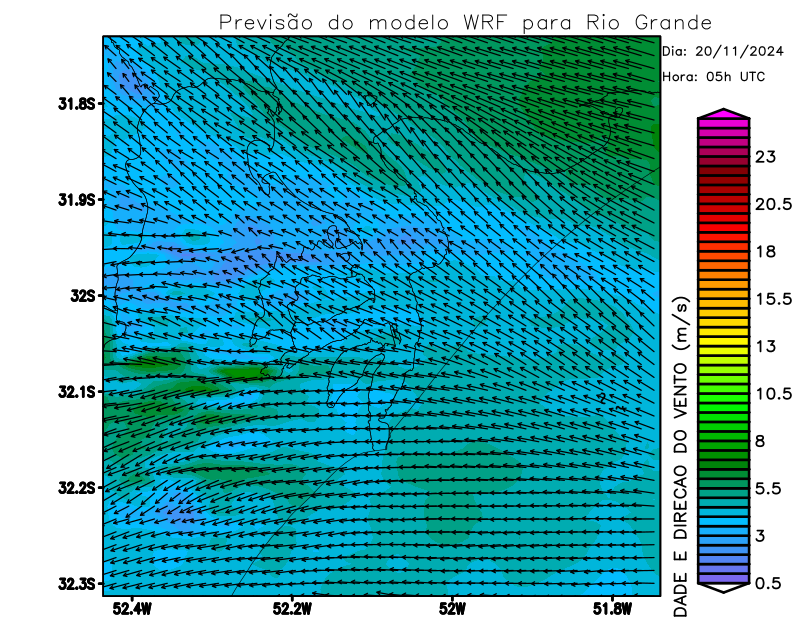 Previsão do modelo WRF para Rio Grande
Dia: 20/11/2024
Hora: 05h UTC
31.8S
31.9S
32S
32.1S
32.2S
32.3S
52.4W
52.2W
52W
51.8W
DADE E DIRECAO DO VENTO (m/s)
23
20.5
18
15.5
13
10.5
8
5.5
3
0.5